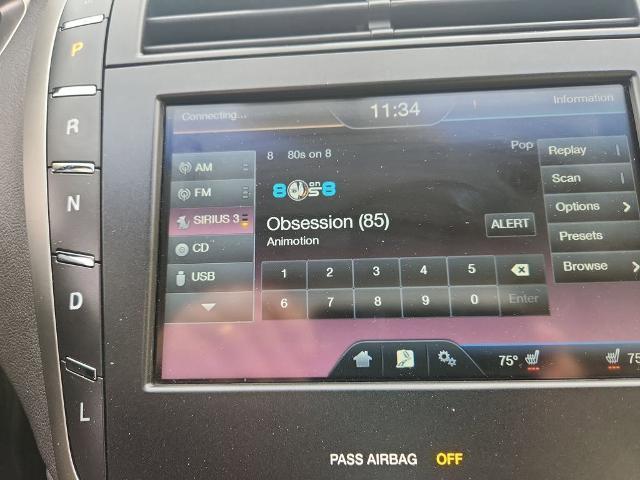 P
R
N
D
L
Connecting...
11:34
Information
AM
FM
SIRIUS 3
CD
USB
8 80s on 8
Pop
8 on 8
Obsession (85)
Animotion
ALERT
1 2 3 4 5
6 7 8 9 0 Enter
Replay
Scan
Options
Presets
Browse
75°
75
PASS AIRBAG OFF